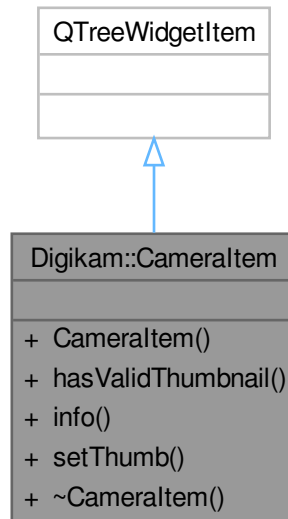 QTreeWidgetItem
Digikam::CameraItem
+ CameraItem()
+ hasValidThumbnail()
+ info()
+ setThumb()
+ ~CameraItem()